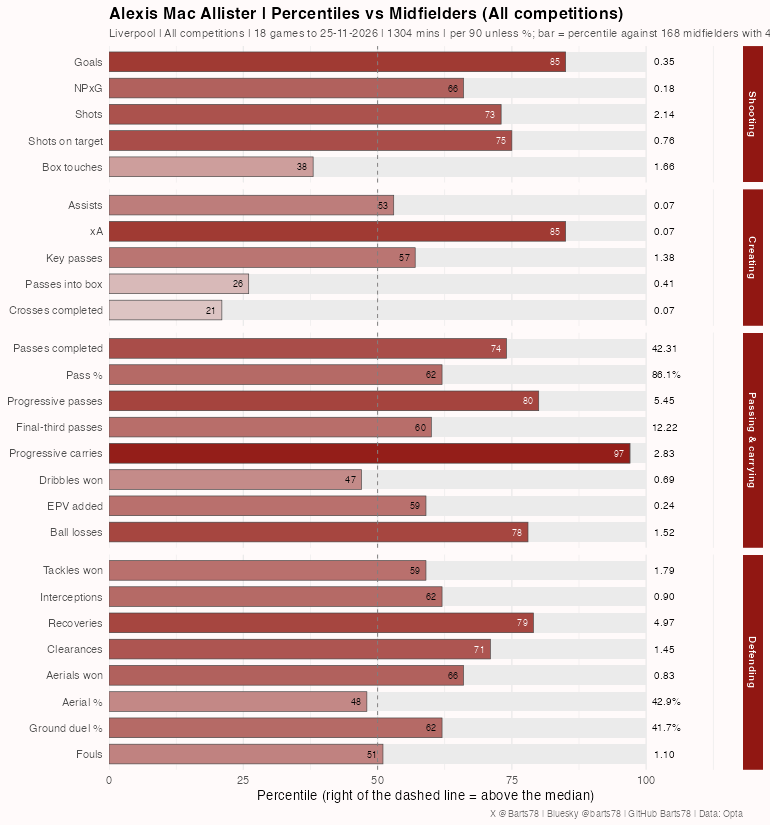 Alexis Mac Allister | Percentiles vs Midfielders (All competitions)
Liverpool | All competitions | 18 games to 25-11-2026 | 1304 mins | per 90 unless %; bar = percentile against 168 midfielders with 4
Shooting
Goals 85 0.35
NPxG 66 0.18
Shots 73 2.14
Shots on target 75 0.76
Box touches 38 1.66
Creating
Assists 53 0.07
xA 85 0.07
Key passes 57 1.38
Passes into box 26 0.41
Crosses completed 21 0.07
Passing & carrying
Passes completed 74 42.31
Pass % 62 86.1%
Progressive passes 80 5.45
Final-third passes 60 12.22
Progressive carries 97 2.83
Dribbles won 47 0.69
EPV added 59 0.24
Ball losses 78 1.52
Defending
Tackles won 59 1.79
Interceptions 62 0.90
Recoveries 79 4.97
Clearances 71 1.45
Aerials won 66 0.83
Aerial % 48 42.9%
Ground duel % 62 41.7%
Fouls 51 1.10
0 25 50 75 100
Percentile (right of the dashed line = above the median)
X @Barts78 | Bluesky @barts78 | GitHub Barts78 | Data: Opta